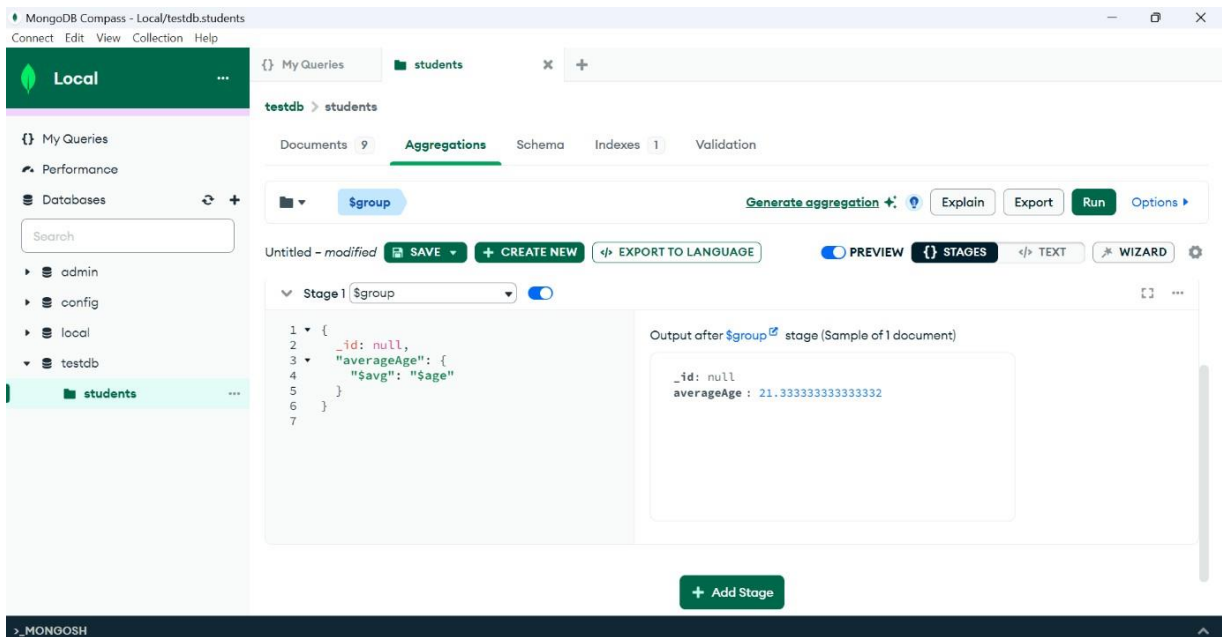 MongoDB Compass - Local/testdb.students
Connect Edit View Collection Help
Local
{} My Queries
Performance
Databases
Search
admin
config
local
testdb
students
{} My Queries
students
testdb > students
Documents 9 Aggregations Schema Indexes 1 Validation
$group
Generate aggregation Explain Export Run Options
Untitled – modified SAVE + CREATE NEW </> EXPORT TO LANGUAGE PREVIEW {} STAGES </> TEXT WIZARD
Stage 1 $group
1 {
2 _id: null,
3 "averageAge": {
4 "$avg": "$age"
5 }
6 }
7
Output after $group stage (Sample of 1 document)
_id: null
averageAge : 21.333333333333332
+ Add Stage
>_MONGOSH